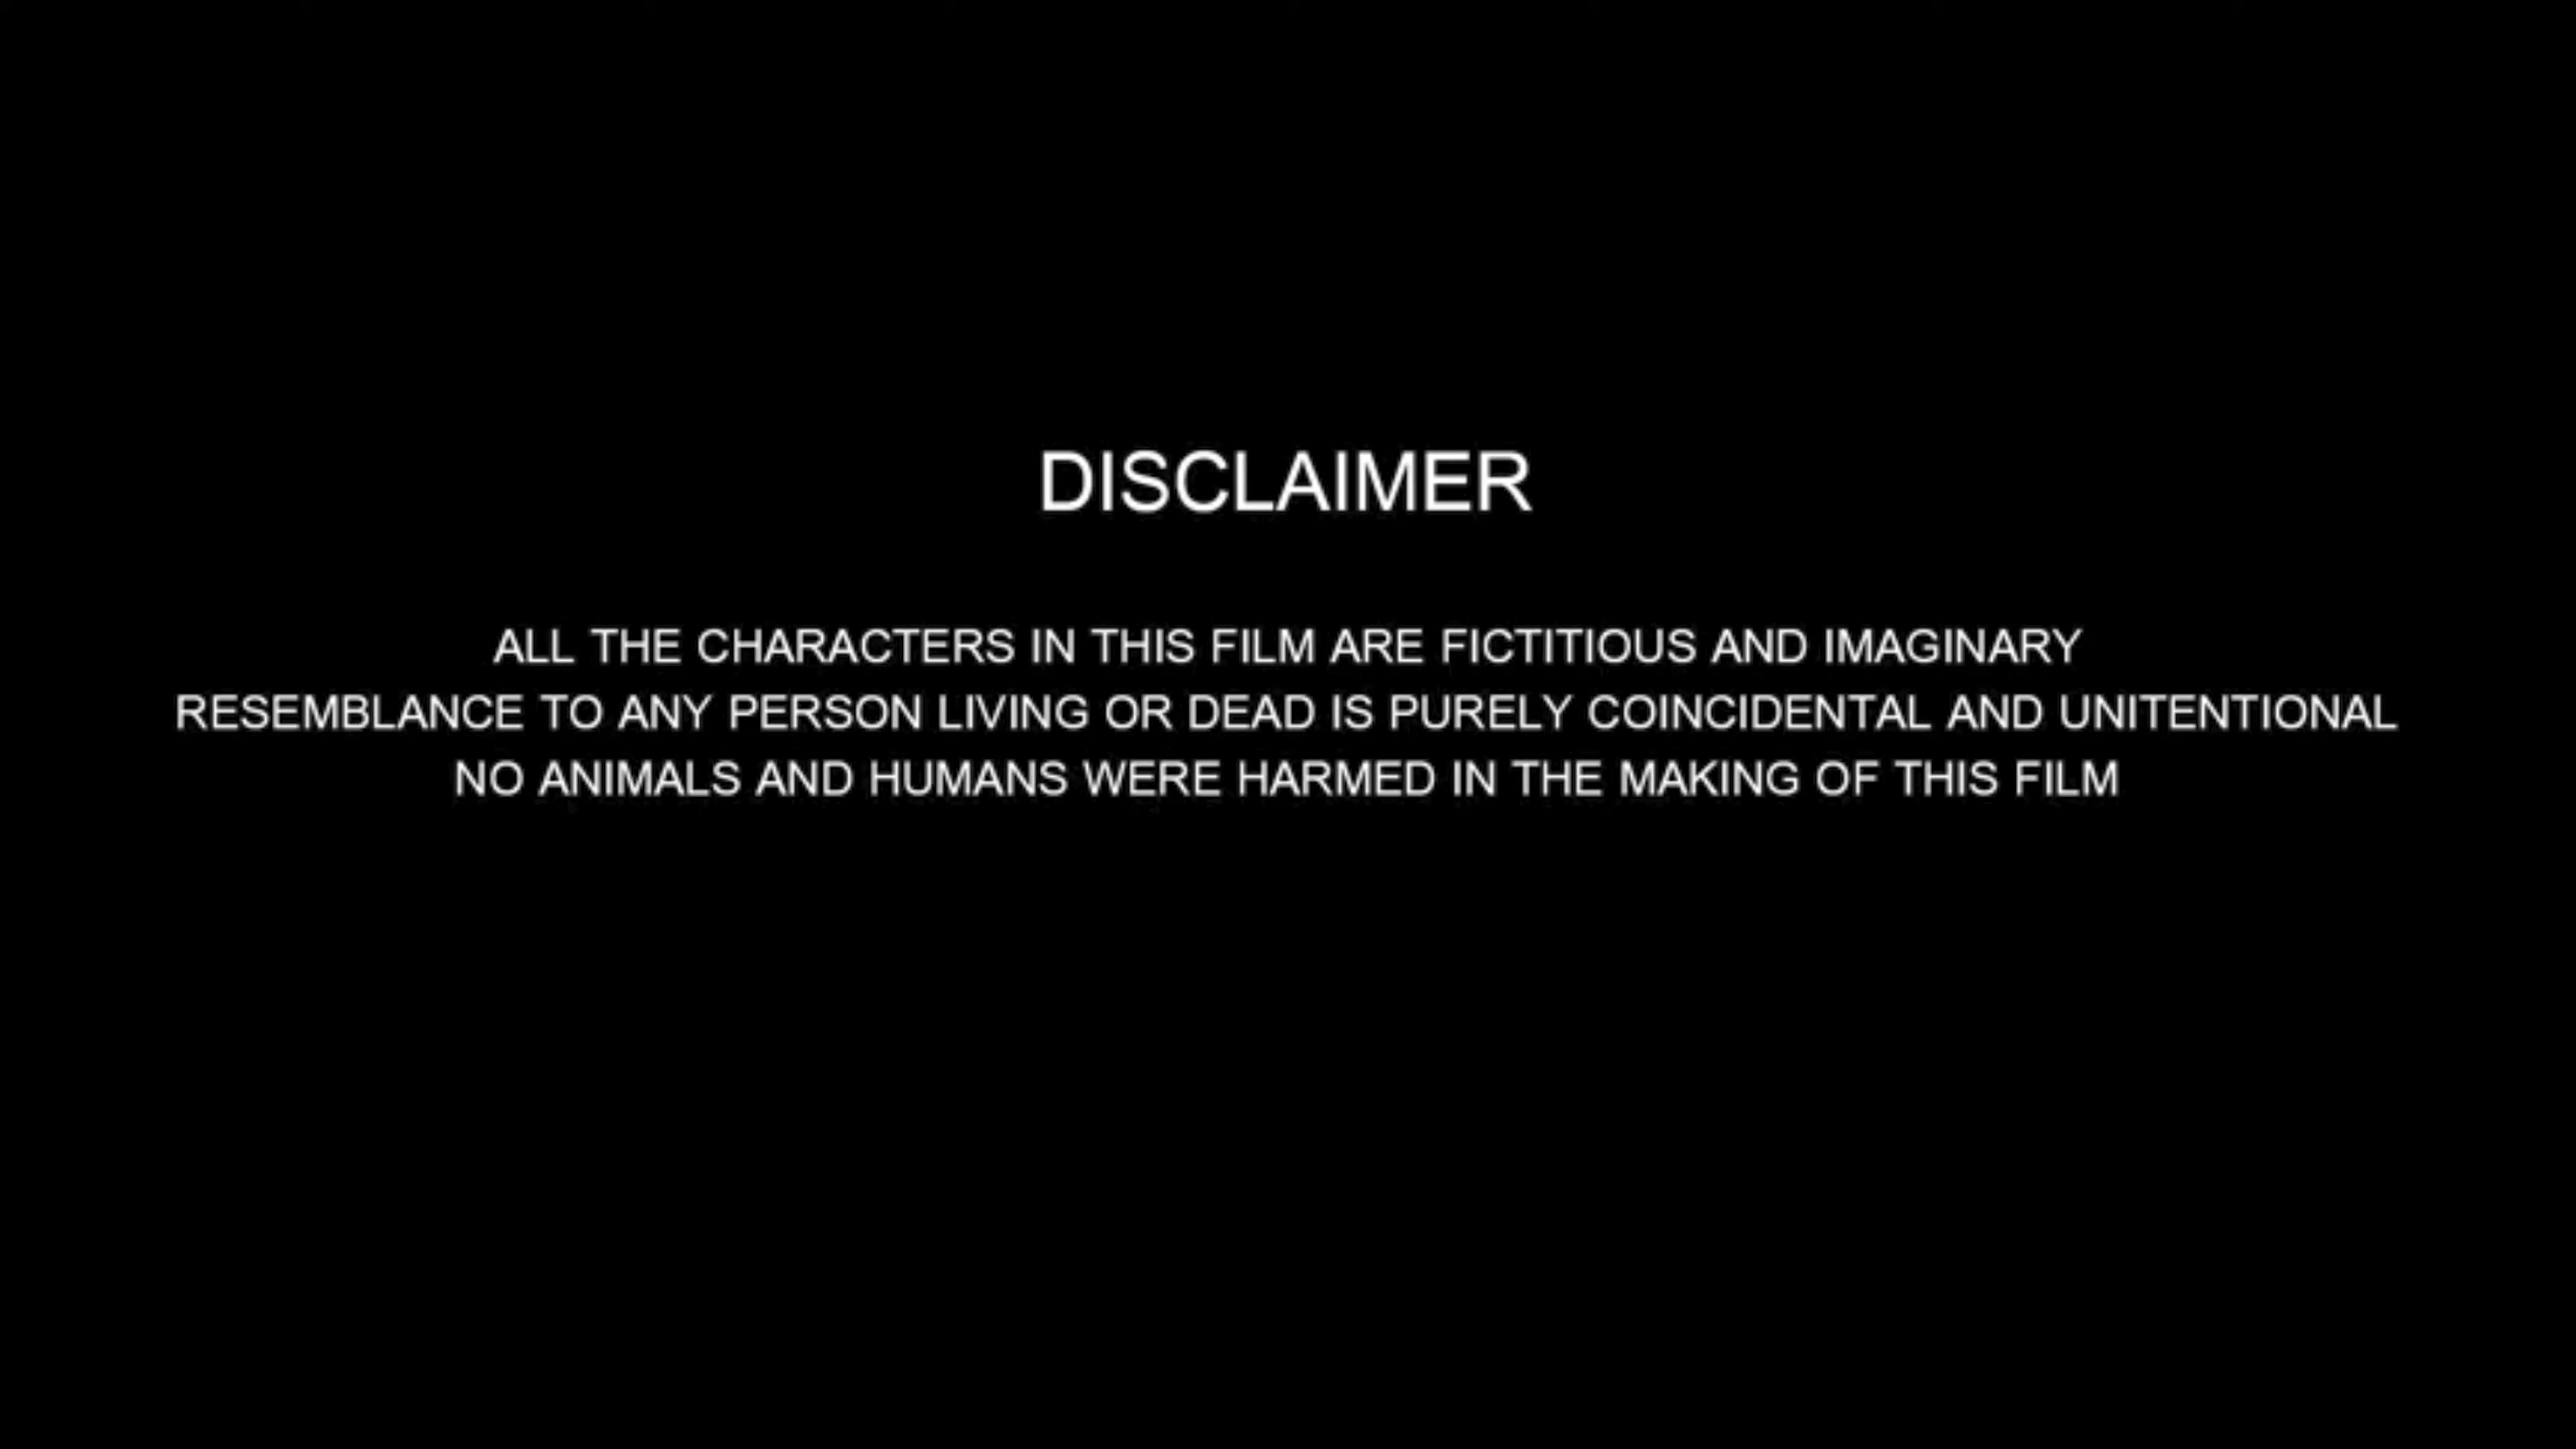 DISCLAIMER
ALL THE CHARACTERS IN THIS FILM ARE FICTITIOUS AND IMAGINARY
RESEMBLANCE TO ANY PERSON LIVING OR DEAD IS PURELY COINCIDENTAL AND UNITENTIONAL
NO ANIMALS AND HUMANS WERE HARMED IN THE MAKING OF THIS FILM